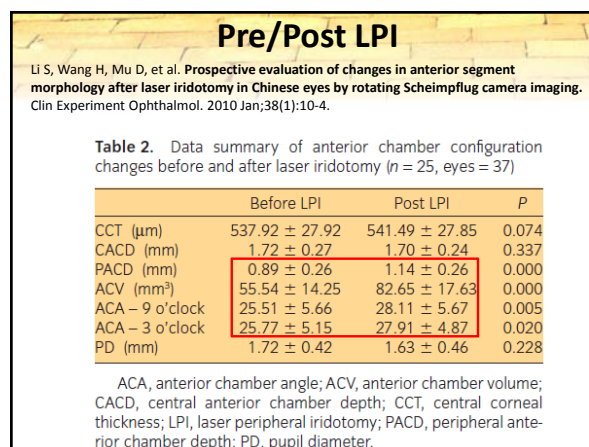 Pre/Post LPI
Li S, Wang H, Mu D, et al. Prospective evaluation of changes in anterior segment
morphology after laser iridotomy in Chinese eyes by rotating Scheimpflug camera imaging.
Clin Experiment Ophthalmol. 2010 Jan;38(1):10-4.
Table 2. Data summary of anterior chamber configuration
changes before and after laser iridotomy (n = 25, eyes = 37)
Before LPI Post LPI P
CCT (μm) 537.92 ± 27.92 541.49 ± 27.85 0.074
CACD (mm) 1.72 ± 0.27 1.70 ± 0.24 0.337
PACD (mm) 0.89 ± 0.26 1.14 ± 0.26 0.000
ACV (mm³) 55.54 ± 14.25 82.65 ± 17.63 0.000
ACA – 9 o'clock 25.51 ± 5.66 28.11 ± 5.67 0.005
ACA – 3 o'clock 25.77 ± 5.15 27.91 ± 4.87 0.020
PD (mm) 1.72 ± 0.42 1.63 ± 0.46 0.228
ACA, anterior chamber angle; ACV, anterior chamber volume;
CACD, central anterior chamber depth; CCT, central corneal
thickness; LPI, laser peripheral iridotomy; PACD, peripheral ante-
rior chamber depth; PD, pupil diameter.